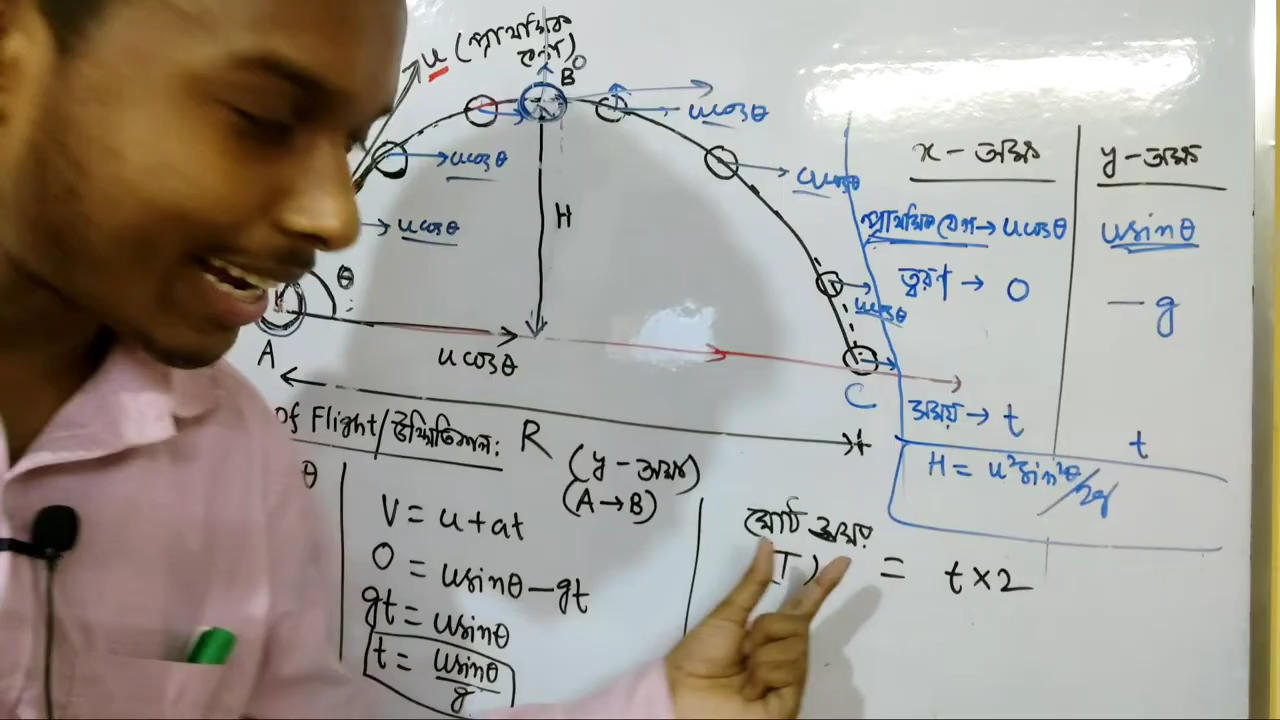 u (প্রাথমিক
বেগ)
B 0
ucosθ
ucosθ
ucosθ
ucosθ
ucosθ
H
θ
A
ucosθ
C
R
x-অক্ষ
y-অক্ষ
প্রাথমিক বেগ → ucosθ
usinθ
ত্বরণ → 0
-g
সময় → t
t
H = u²sin²θ/2g
of Flight/উড্ডয়নকাল:
(y-অক্ষ)
(A→B)
θ
V = u+at
0 = usinθ-gt
gt = usinθ
t = usinθ/g
মোট সময়
(T) = t×2